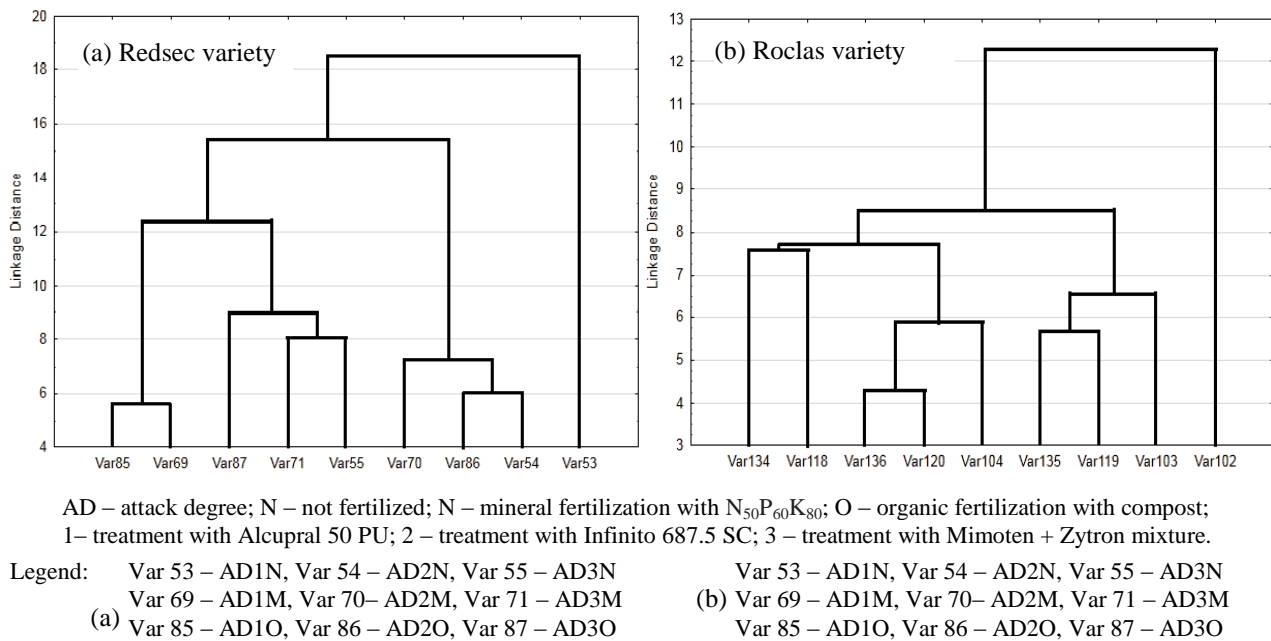 20
18
16
14
12
10
8
6
4
Linkage Distance
(a) Redsec variety
Var85 Var69 Var87 Var71 Var55 Var70 Var86 Var54 Var53
13
12
11
10
9
8
7
6
5
4
3
Linkage Distance
(b) Roclas variety
Var134 Var118 Var136 Var120 Var104 Var135 Var119 Var103 Var102
AD – attack degree; N – not fertilized; N – mineral fertilization with N50P60K80; O – organic fertilization with compost;
1– treatment with Alcupral 50 PU; 2 – treatment with Infinito 687.5 SC; 3 – treatment with Mimoten + Zytron mixture.
Legend:
(a)
Var 53 – AD1N, Var 54 – AD2N, Var 55 – AD3N
Var 69 – AD1M, Var 70– AD2M, Var 71 – AD3M
Var 85 – AD1O, Var 86 – AD2O, Var 87 – AD3O
(b)
Var 53 – AD1N, Var 54 – AD2N, Var 55 – AD3N
Var 69 – AD1M, Var 70– AD2M, Var 71 – AD3M
Var 85 – AD1O, Var 86 – AD2O, Var 87 – AD3O